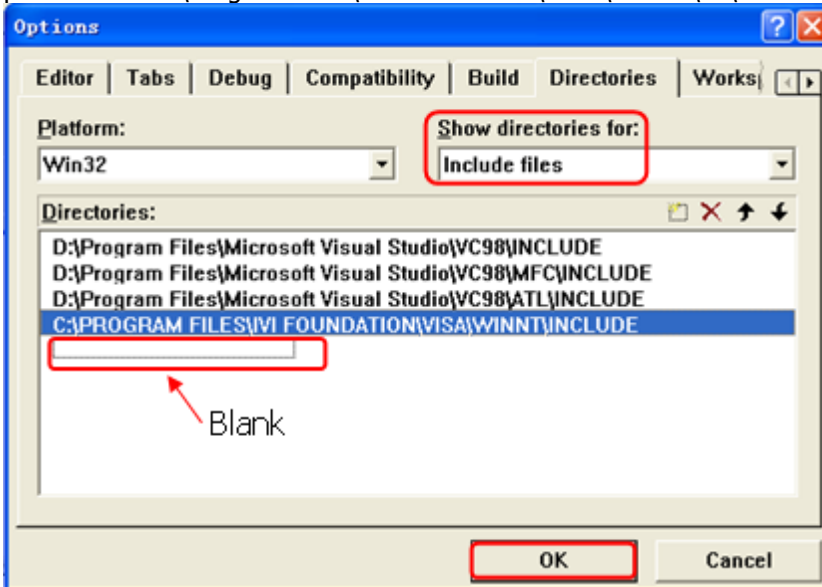 Options
Editor Tabs Debug Compatibility Build Directories
Platform:
Show directories for:
Win32
Include files
Directories:
D:\Program Files\Microsoft Visual Studio\VC98\INCLUDE
D:\Program Files\Microsoft Visual Studio\VC98\MFC\INCLUDE
D:\Program Files\Microsoft Visual Studio\VC98\ATL\INCLUDE
C:\PROGRAM FILES\IVI FOUNDATION\VISA\WINNT\INCLUDE
Blank
OK Cancel